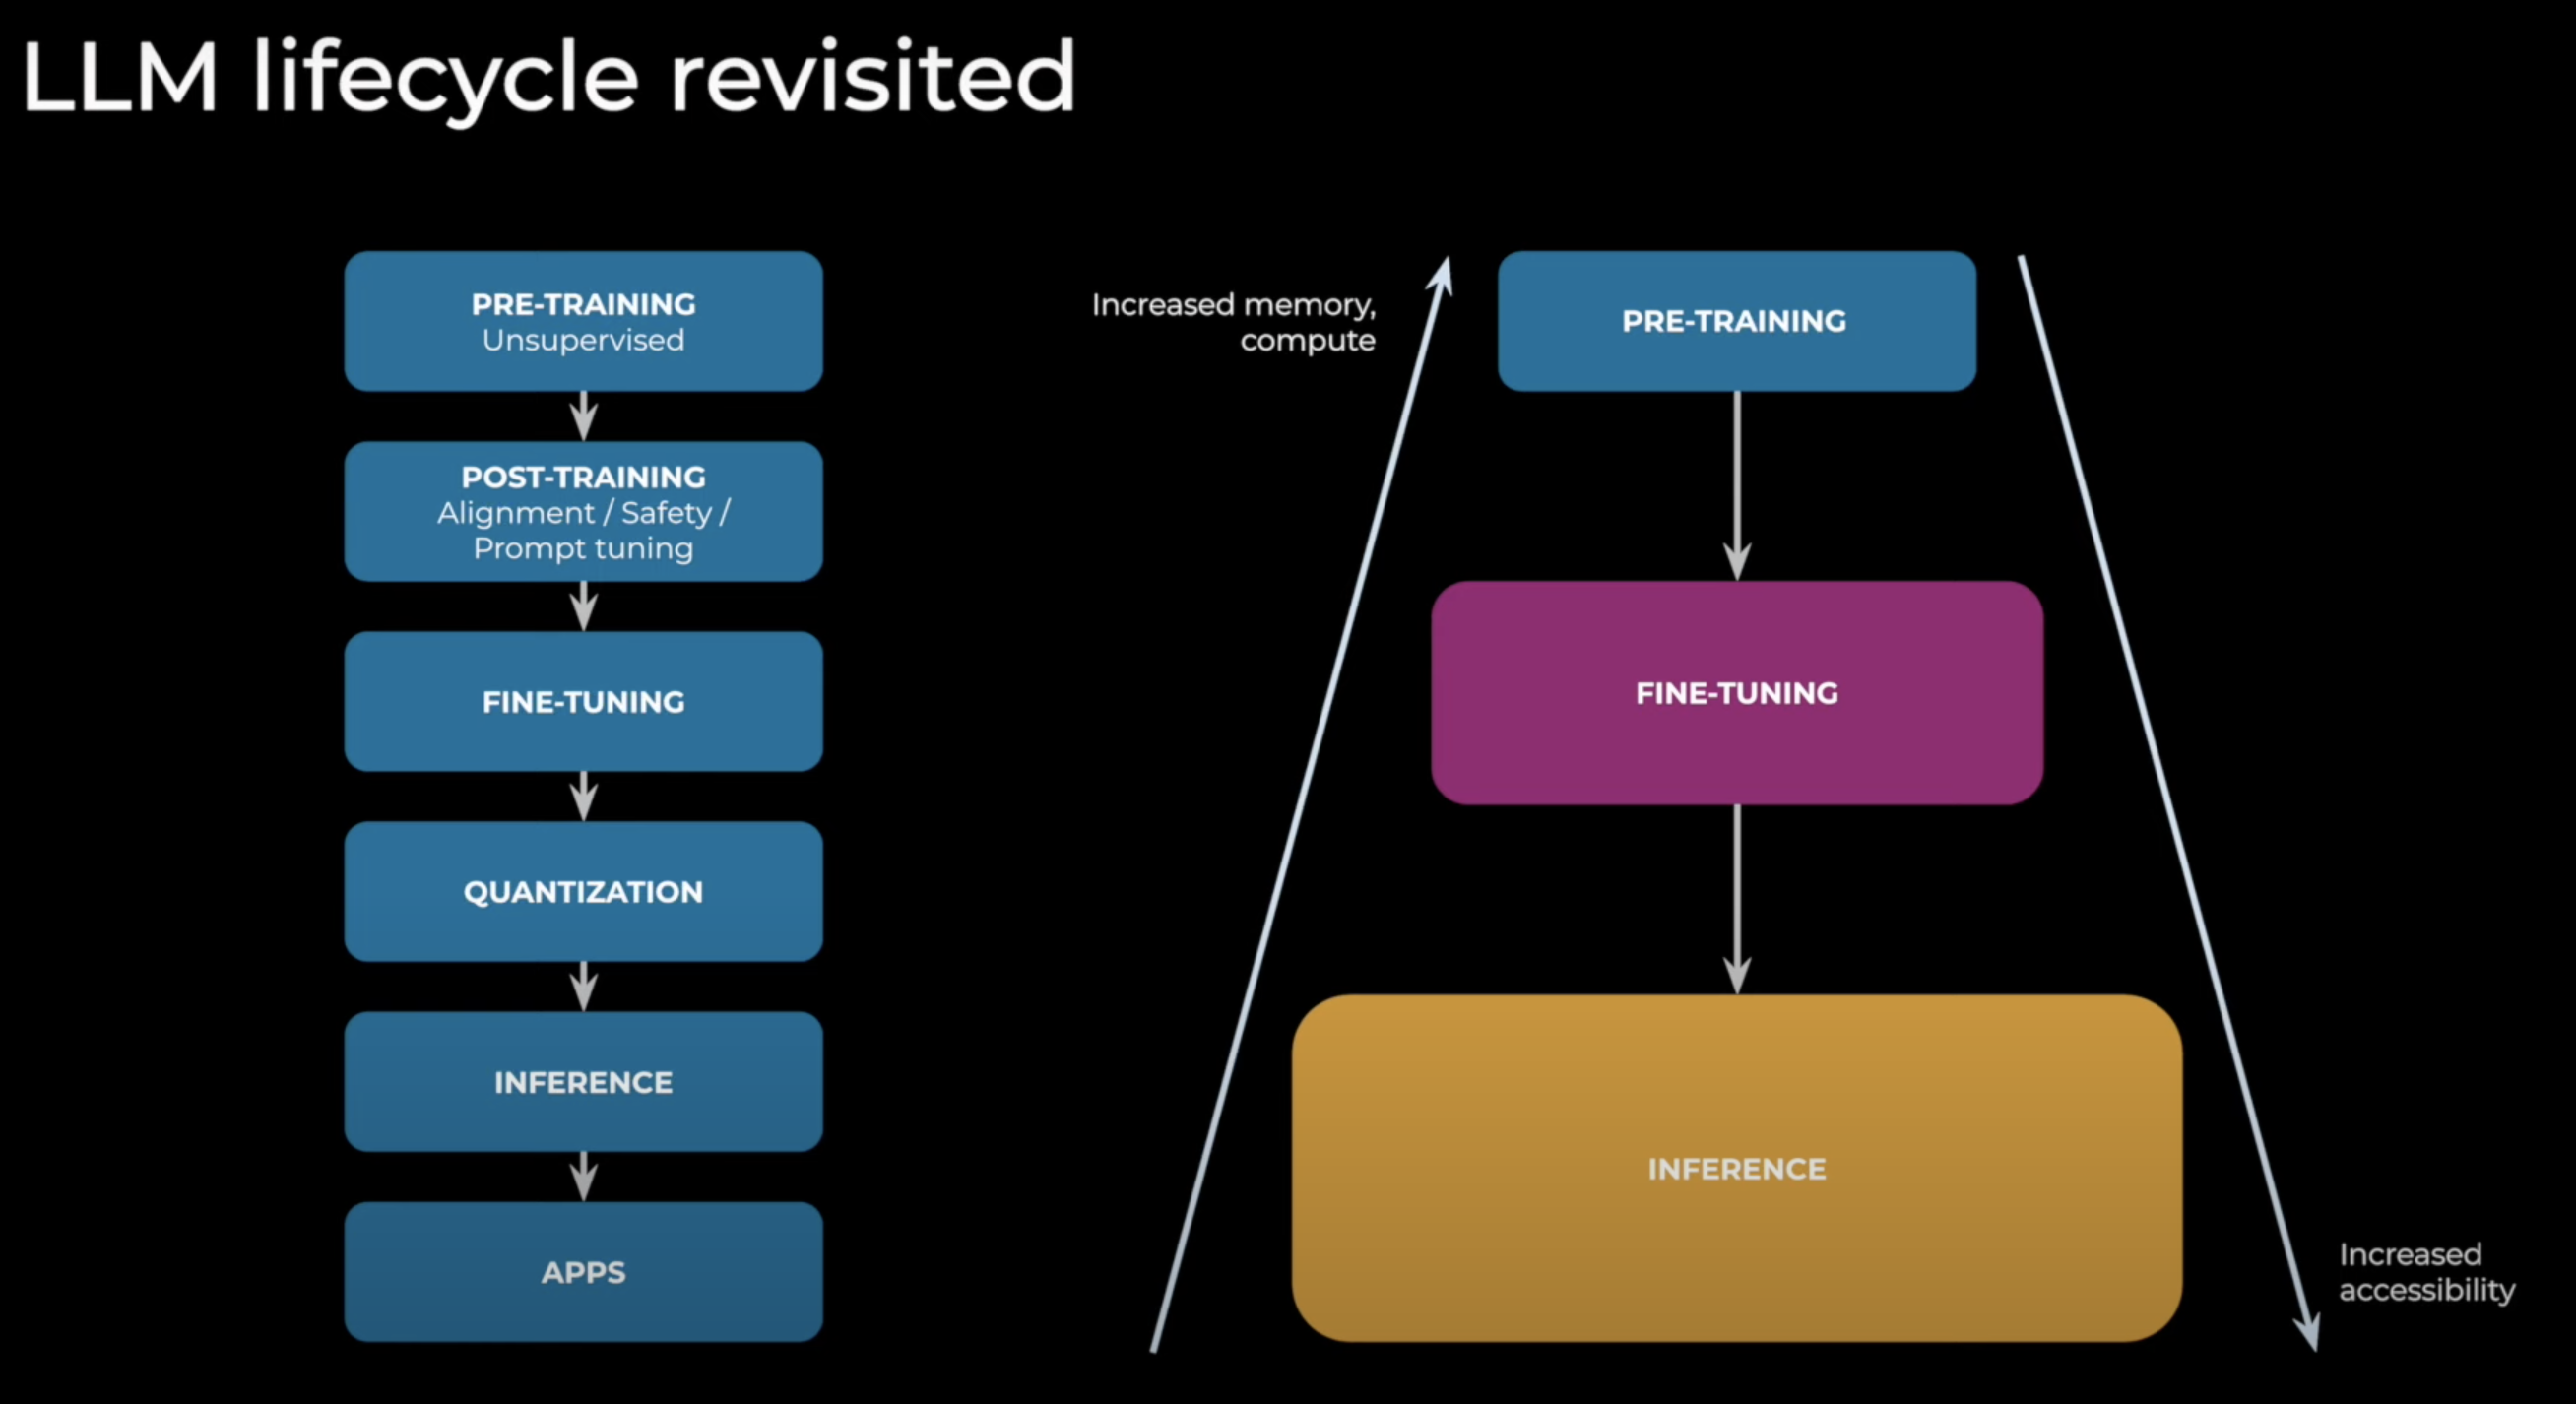 LLM lifecycle revisited
PRE-TRAINING
Unsupervised
POST-TRAINING
Alignment / Safety /
Prompt tuning
FINE-TUNING
QUANTIZATION
INFERENCE
APPS
Increased memory,
compute
PRE-TRAINING
FINE-TUNING
INFERENCE
Increased
accessibility